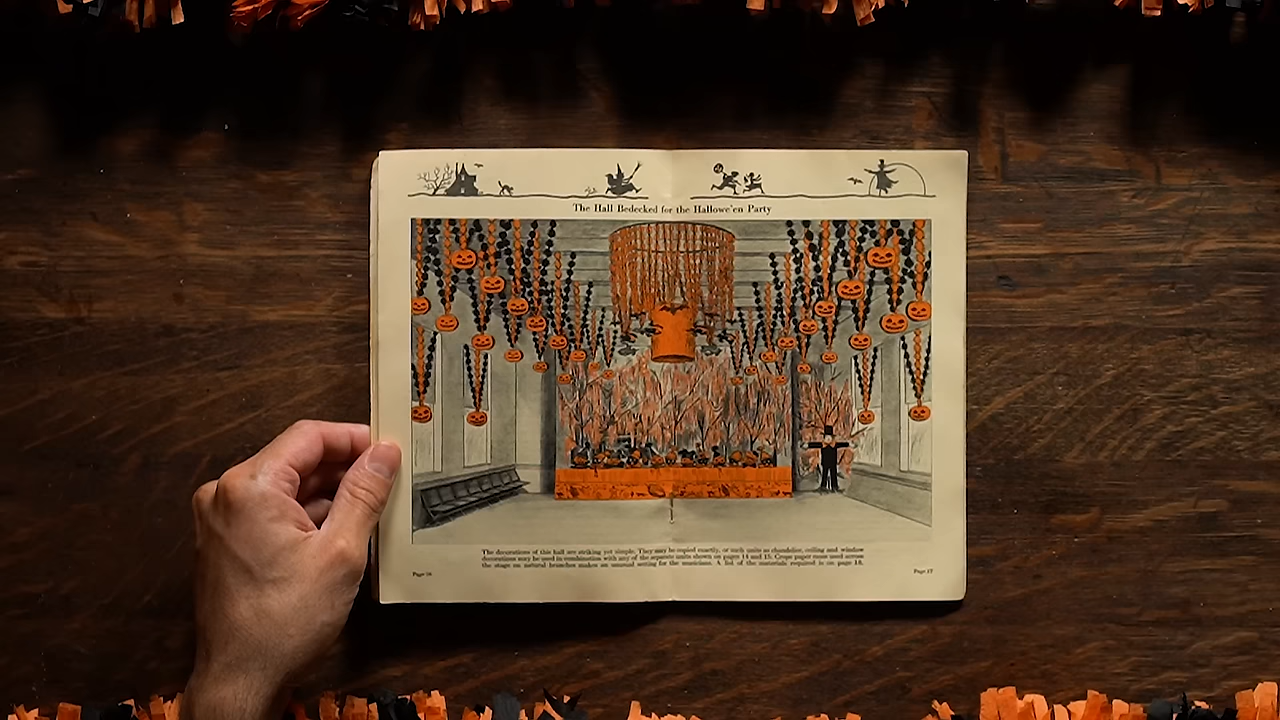 The Hall Bedecked for the Hallowe'en Party
The decorations of this hall are striking yet simple. They may be copied exactly, or such units as chandelier, ceiling and window
decorations may be used in combination with any of the separate units shown on pages 14 and 15. Crepe paper moss used across
the stage on natural branches makes an unusual setting for the musicians. A list of the materials required is on page 18.
Page 16
Page 17